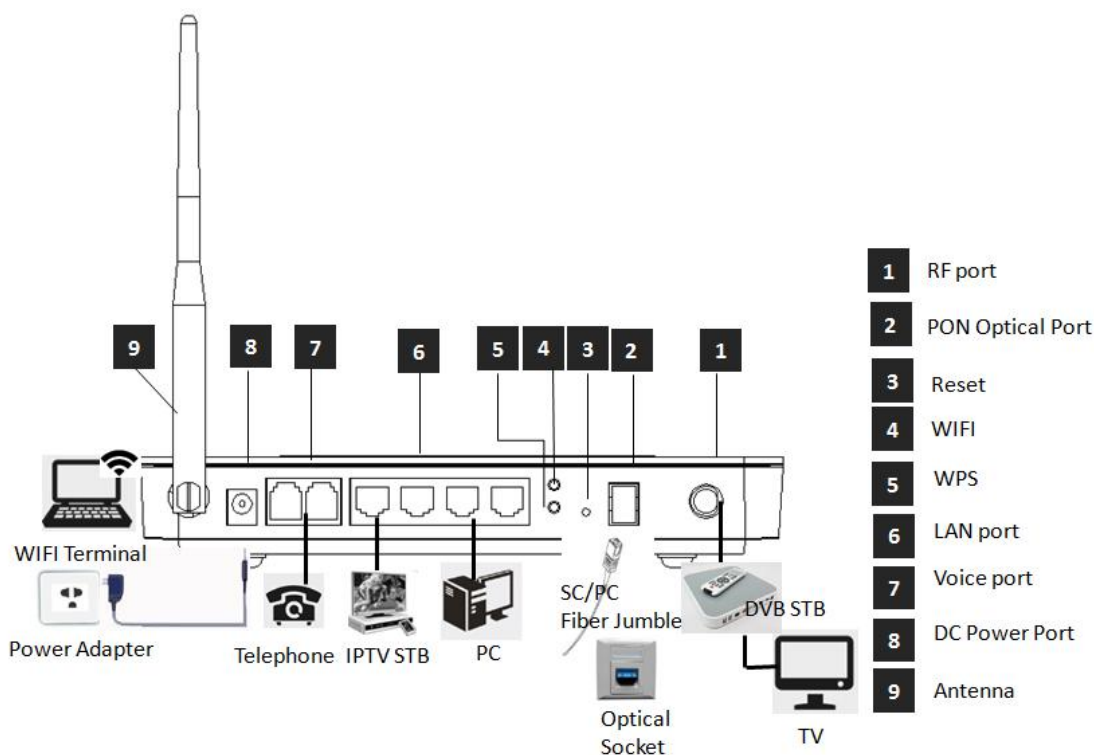 9
8
7
6
5
4
3
2
1
1 RF port
2 PON Optical Port
3 Reset
4 WIFI
5 WPS
6 LAN port
7 Voice port
8 DC Power Port
9 Antenna
WIFI Terminal
Power Adapter
Telephone
IPTV STB
PC
SC/PC
Fiber Jumble
DVB STB
Optical
Socket
TV